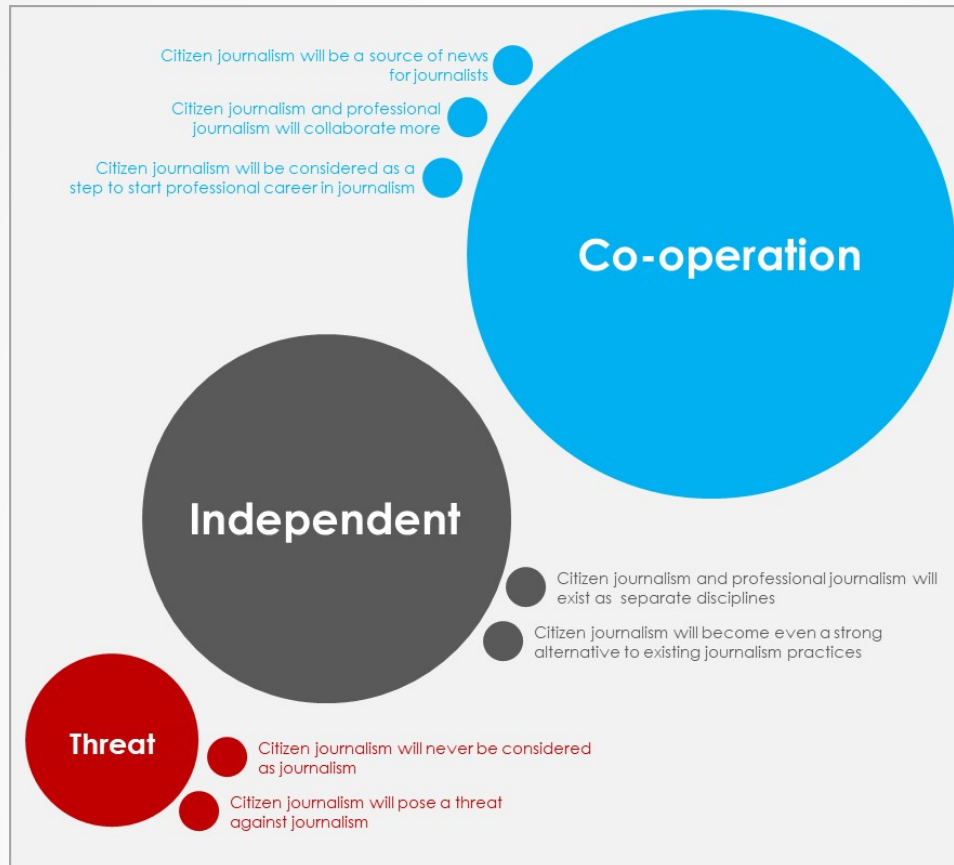 Citizen journalism will be a source of news
for journalists
Citizen journalism and professional
journalism will collaborate more
Citizen journalism will be considered as a
step to start professional career in journalism
Co-operation
Independent
Citizen journalism and professional journalism will
exist as separate disciplines
Citizen journalism will become even a strong
alternative to existing journalism practices
Threat
Citizen journalism will never be considered
as journalism
Citizen journalism will pose a threat
against journalism